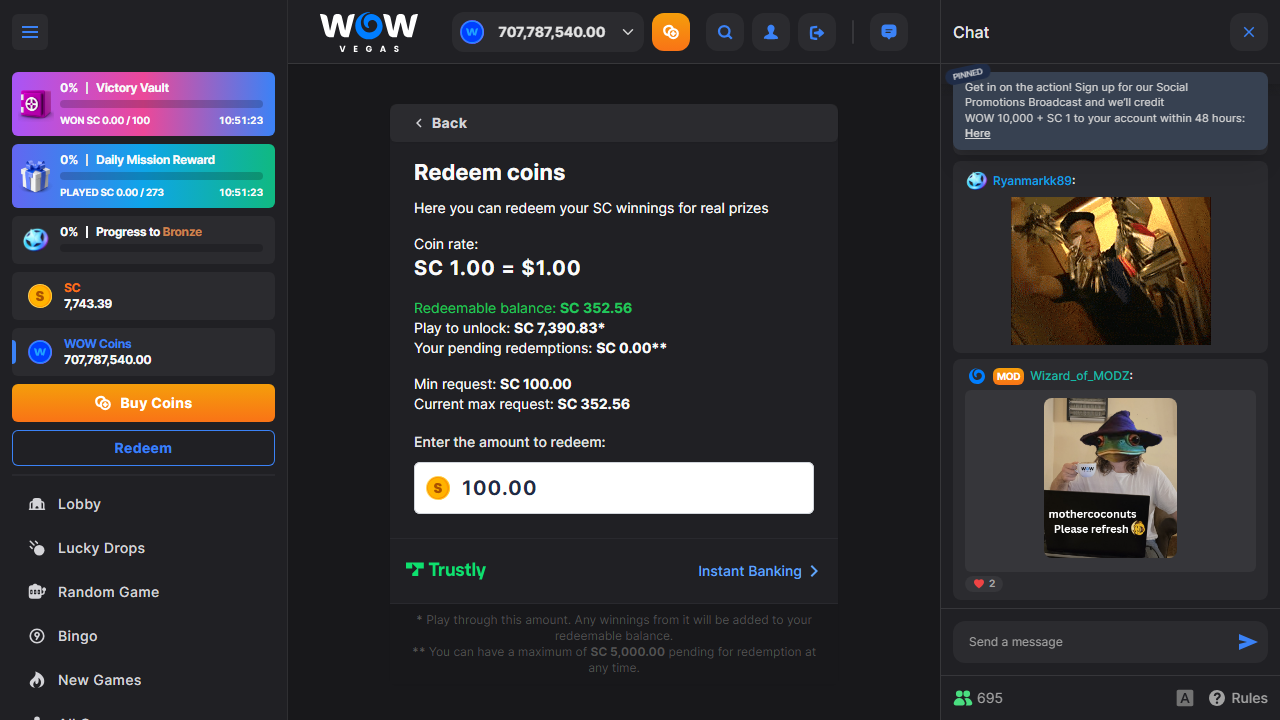 0% | Victory Vault
WON SC 0.00 / 100 10:51:23
0% | Daily Mission Reward
PLAYED SC 0.00 / 273 10:51:23
0% | Progress to Bronze
S
SC
7,743.39
W
WOW Coins
707,787,540.00
Buy Coins
Redeem
Lobby
Lucky Drops
Random Game
Bingo
New Games
WOW
VEGAS
W 707,787,540.00
Back
Redeem coins
Here you can redeem your SC winnings for real prizes
Coin rate:
SC 1.00 = $1.00
Redeemable balance: SC 352.56
Play to unlock: SC 7,390.83*
Your pending redemptions: SC 0.00**
Min request: SC 100.00
Current max request: SC 352.56
Enter the amount to redeem:
S 100.00
Trustly Instant Banking
* Play through this amount. Any winnings from it will be added to your
redeemable balance.
** You can have a maximum of SC 5,000.00 pending for redemption at
any time.
Chat
PINNED
Get in on the action! Sign up for our Social
Promotions Broadcast and we'll credit
WOW 10,000 + SC 1 to your account within 48 hours:
Here
Ryanmarkk89:
MOD Wizard_of_MODZ:
WOW
mothercoconuts
Please refresh
2
Send a message
695 A ? Rules